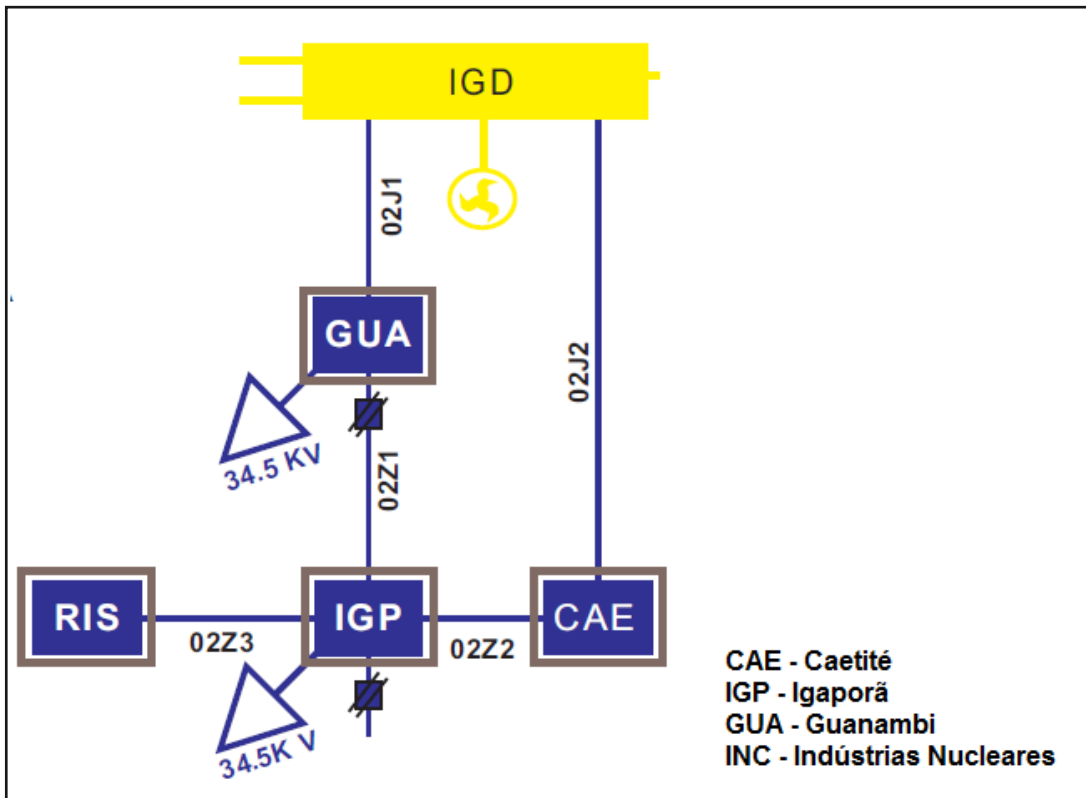 IGD
02J1
GUA
02J2
34.5 KV
02Z1
RIS
IGP
CAE
02Z3
02Z2
34.5K V
CAE - Caetité
IGP - Igaporã
GUA - Guanambi
INC - Indústrias Nucleares